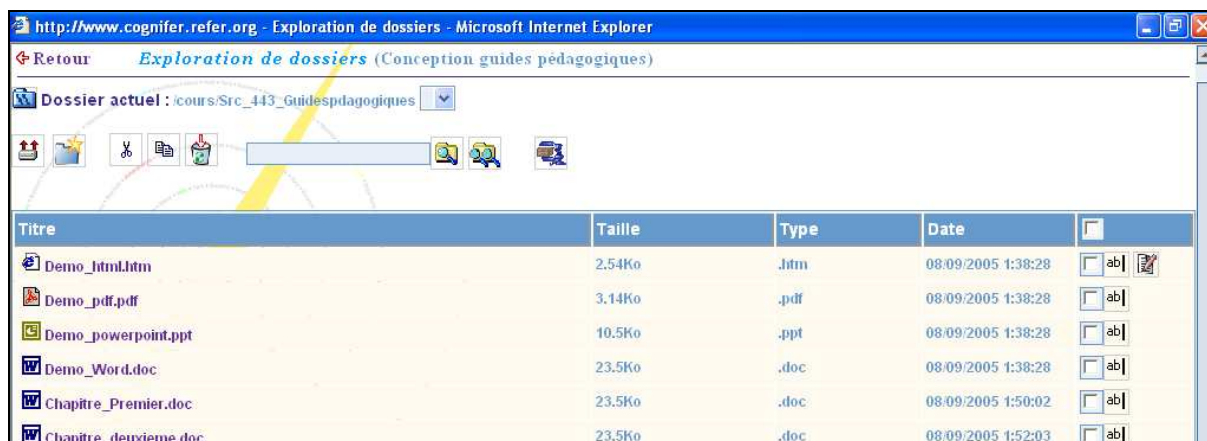 http://www.cognifer.refer.org - Exploration de dossiers - Microsoft Internet Explorer
Retour Exploration de dossiers (Conception guides pédagogiques)
Dossier actuel : /cours/Src_443_Guidespdagogiques
Titre Taille Type Date
Demo_html.htm 2.54Ko .htm 08/09/2005 1:38:28 ab
Demo_pdf.pdf 3.14Ko .pdf 08/09/2005 1:38:28 ab
Demo_powerpoint.ppt 10.5Ko .ppt 08/09/2005 1:38:28 ab
Demo_Word.doc 23.5Ko .doc 08/09/2005 1:38:28 ab
Chapitre_Premier.doc 23.5Ko .doc 08/09/2005 1:50:02 ab
Chapitre_deuxieme.doc 23.5Ko .doc 08/09/2005 1:52:03 ab